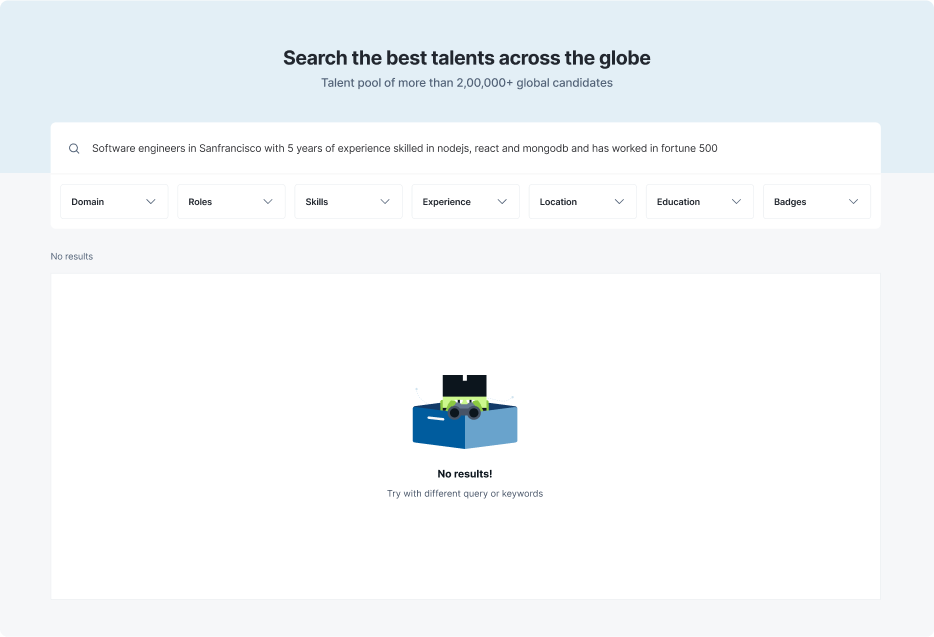 Search the best talents across the globe
Talent pool of more than 2,00,000+ global candidates
Software engineers in Sanfrancisco with 5 years of experience skilled in nodejs, react and mongodb and has worked in fortune 500
Domain Roles Skills Experience Location Education Badges
No results
No results!
Try with different query or keywords